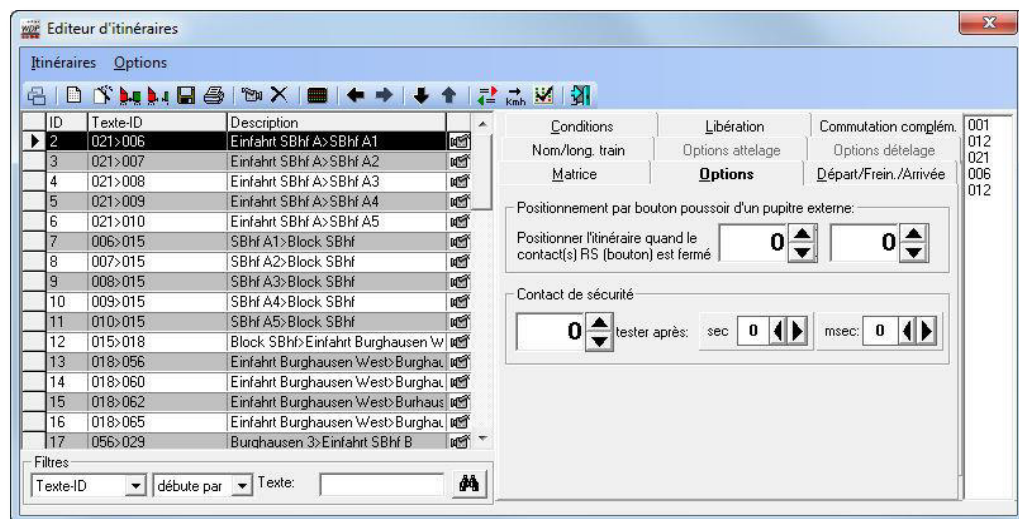 WDP Editeur d'itinéraires
Itinéraires Options
Kmh
ID Texte-ID Description
2 021>006 Einfahrt SBhf A>SBhf A1
3 021>007 Einfahrt SBhf A>SBhf A2
4 021>008 Einfahrt SBhf A>SBhf A3
5 021>009 Einfahrt SBhf A>SBhf A4
6 021>010 Einfahrt SBhf A>SBhf A5
7 006>015 SBhf A1>Block SBhf
8 007>015 SBhf A2>Block SBhf
9 008>015 SBhf A3>Block SBhf
10 009>015 SBhf A4>Block SBhf
11 010>015 SBhf A5>Block SBhf
12 015>018 Block SBhf>Einfahrt Burghausen W
13 018>056 Einfahrt Burghausen West>Burghau
14 018>060 Einfahrt Burghausen West>Burghau
15 018>062 Einfahrt Burghausen West>Burhaus
16 018>065 Einfahrt Burghausen West>Burghau
17 056>029 Burghausen 3>Einfahrt SBhf B
Filtres
Texte-ID débute par Texte:
Conditions Libération Commutation complém.
Nom/long. train Options attelage Options dételage
Matrice Options Départ/Frein./Arrivée
Positionnement par bouton poussoir d'un pupitre externe:
Positionner l'itinéraire quand le
contact(s) RS (bouton) est fermé
0 0
Contact de sécurité
0 tester après: sec 0 msec: 0
001
012
021
006
012